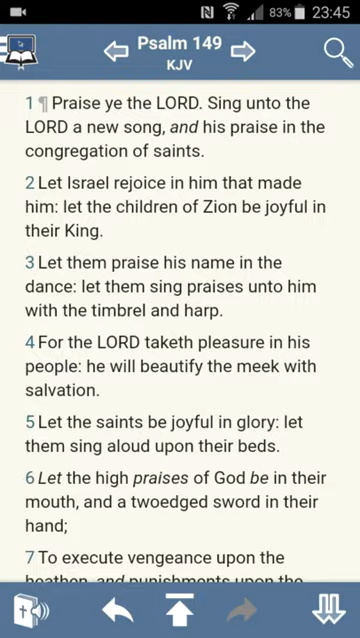 83% 23:45
Psalm 149
KJV
1 ¶ Praise ye the LORD. Sing unto the
LORD a new song, and his praise in the
congregation of saints.
2 Let Israel rejoice in him that made
him: let the children of Zion be joyful in
their King.
3 Let them praise his name in the
dance: let them sing praises unto him
with the timbrel and harp.
4 For the LORD taketh pleasure in his
people: he will beautify the meek with
salvation.
5 Let the saints be joyful in glory: let
them sing aloud upon their beds.
6 Let the high praises of God be in their
mouth, and a twoedged sword in their
hand;
7 To execute vengeance upon the
heathen, and punishments upon the